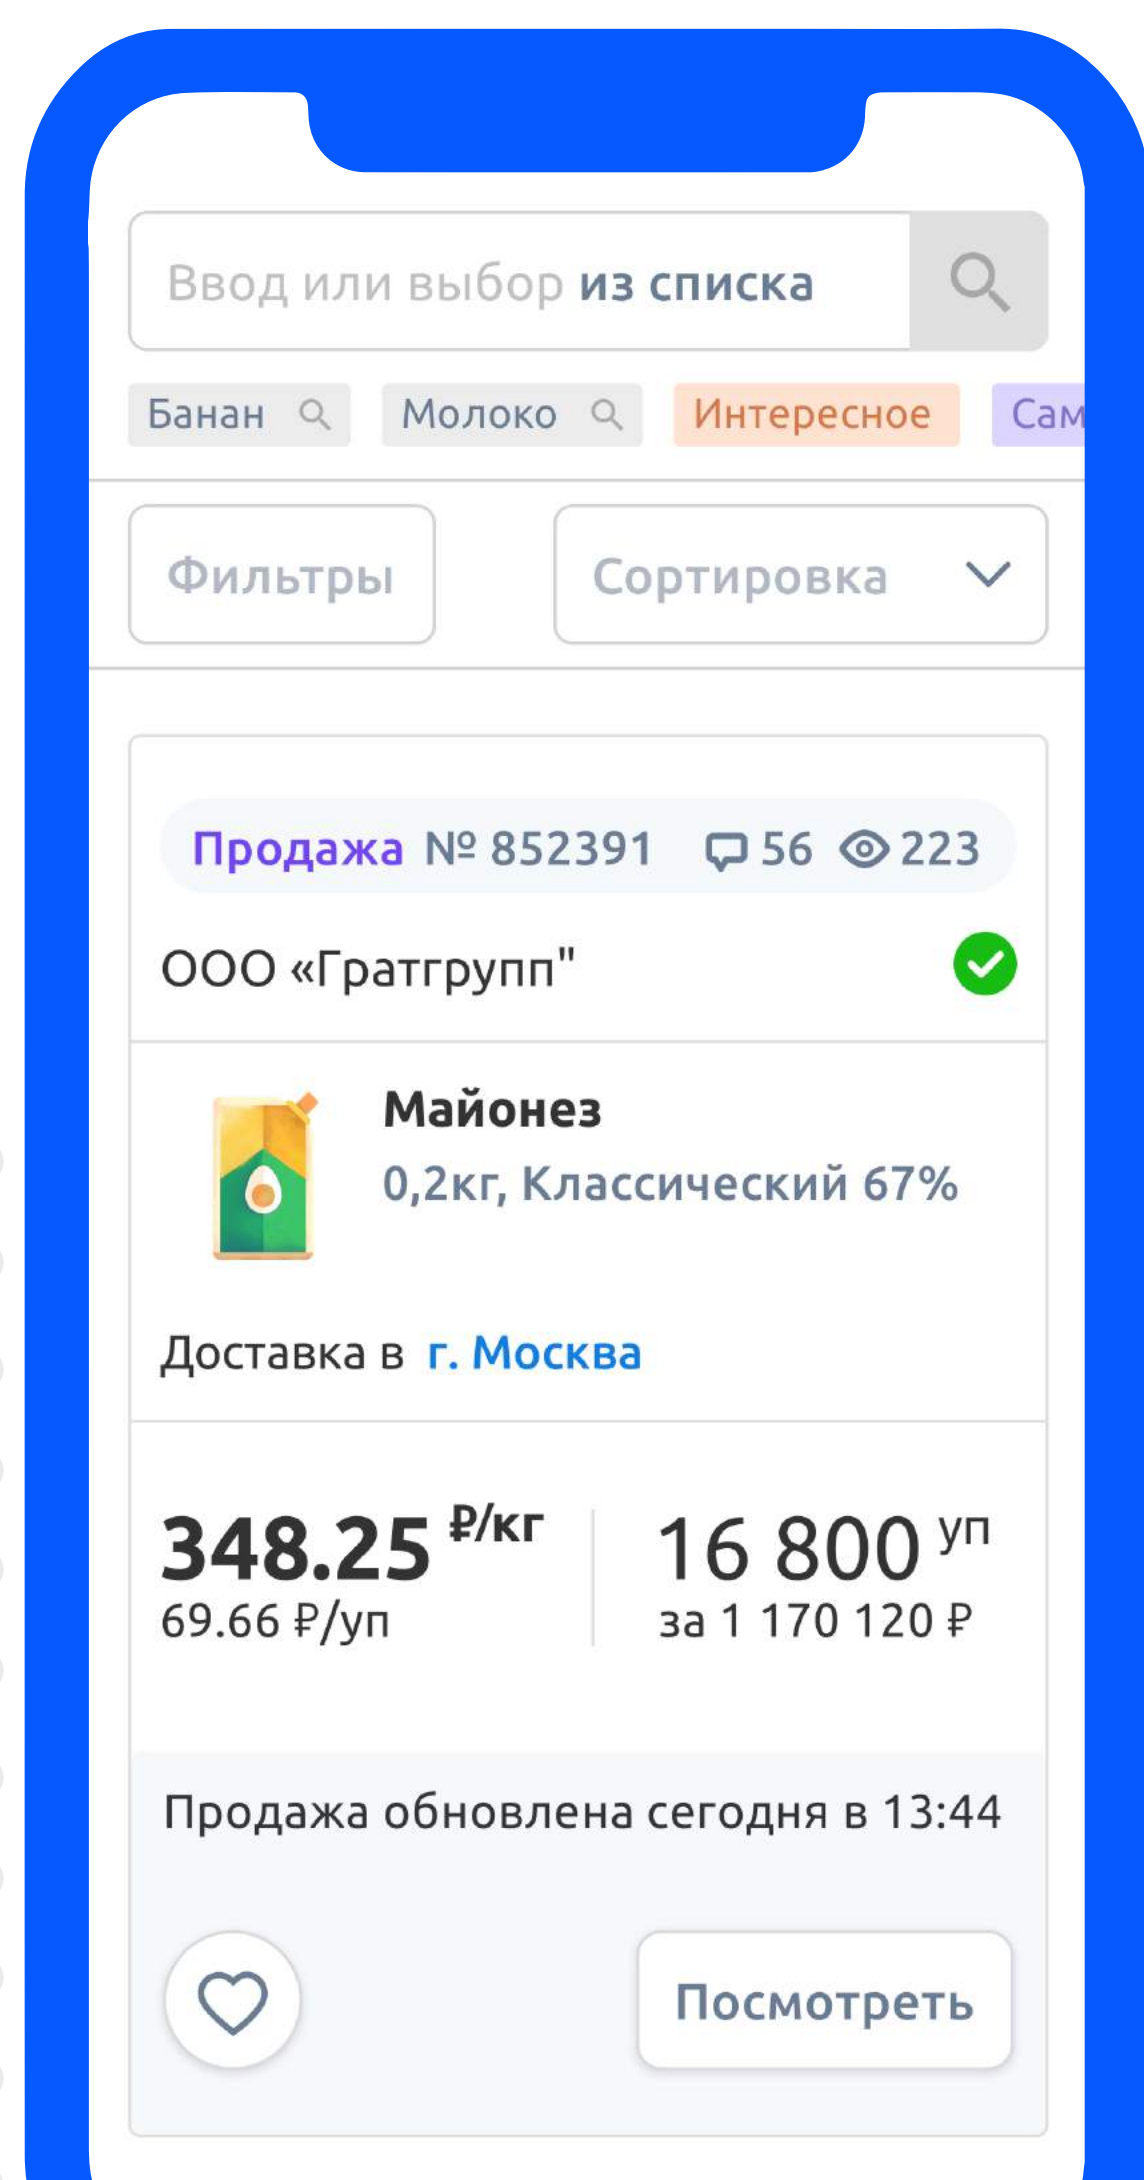 Ввод или выбор из списка
Банан Молоко Интересное Сам
Фильтры Сортировка
Продажа № 852391 56 223
ООО «Гратгрупп"
Майонез
0,2кг, Классический 67%
Доставка в г. Москва
348.25 ₽/кг 16 800 уп
69.66 ₽/уп за 1 170 120 ₽
Продажа обновлена сегодня в 13:44
Посмотреть